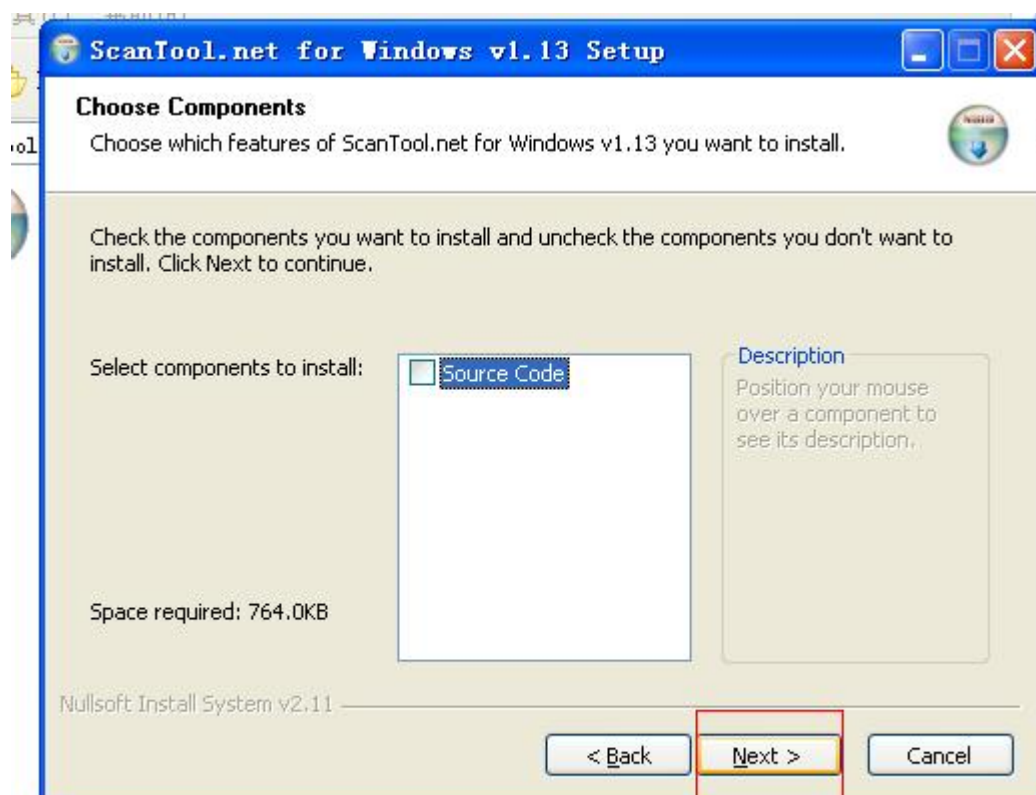 ScanTool.net for Windows v1.13 Setup
Choose Components
Choose which features of ScanTool.net for Windows v1.13 you want to install.
Check the components you want to install and uncheck the components you don't want to
install. Click Next to continue.
Select components to install:
Source Code
Description
Position your mouse
over a component to
see its description.
Space required: 764.0KB
Nullsoft Install System v2.11
< Back
Next >
Cancel